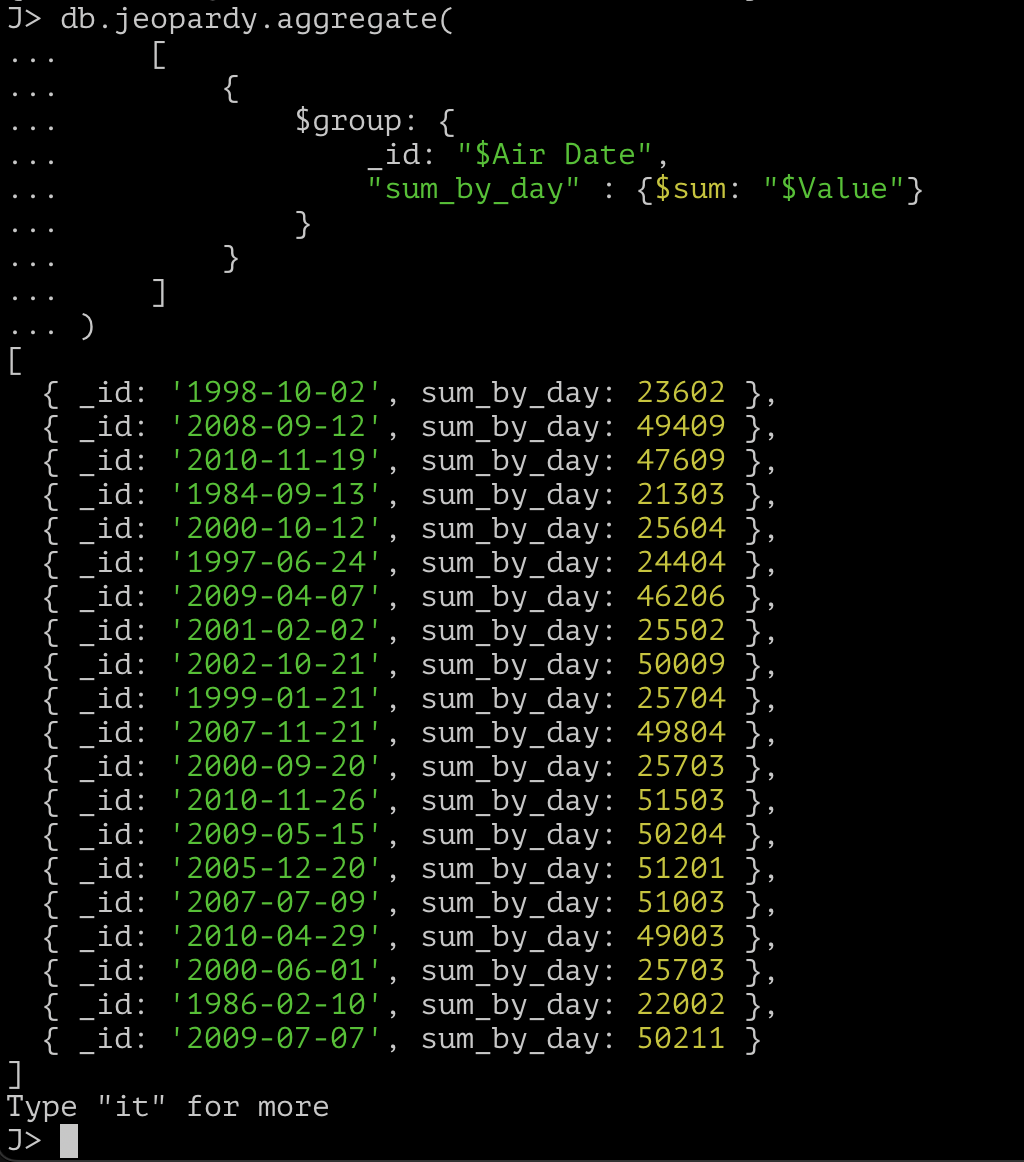 J> db.jeopardy.aggregate(
...     [
...         {
...             $group: {
...                 _id: "$Air Date",
...                 "sum_by_day" : {$sum: "$Value"}
...             }
...         }
...     ]
... )
[
  { _id: '1998-10-02', sum_by_day: 23602 },
  { _id: '2008-09-12', sum_by_day: 49409 },
  { _id: '2010-11-19', sum_by_day: 47609 },
  { _id: '1984-09-13', sum_by_day: 21303 },
  { _id: '2000-10-12', sum_by_day: 25604 },
  { _id: '1997-06-24', sum_by_day: 24404 },
  { _id: '2009-04-07', sum_by_day: 46206 },
  { _id: '2001-02-02', sum_by_day: 25502 },
  { _id: '2002-10-21', sum_by_day: 50009 },
  { _id: '1999-01-21', sum_by_day: 25704 },
  { _id: '2007-11-21', sum_by_day: 49804 },
  { _id: '2000-09-20', sum_by_day: 25703 },
  { _id: '2010-11-26', sum_by_day: 51503 },
  { _id: '2009-05-15', sum_by_day: 50204 },
  { _id: '2005-12-20', sum_by_day: 51201 },
  { _id: '2007-07-09', sum_by_day: 51003 },
  { _id: '2010-04-29', sum_by_day: 49003 },
  { _id: '2000-06-01', sum_by_day: 25703 },
  { _id: '1986-02-10', sum_by_day: 22002 },
  { _id: '2009-07-07', sum_by_day: 50211 }
]
Type "it" for more
J>